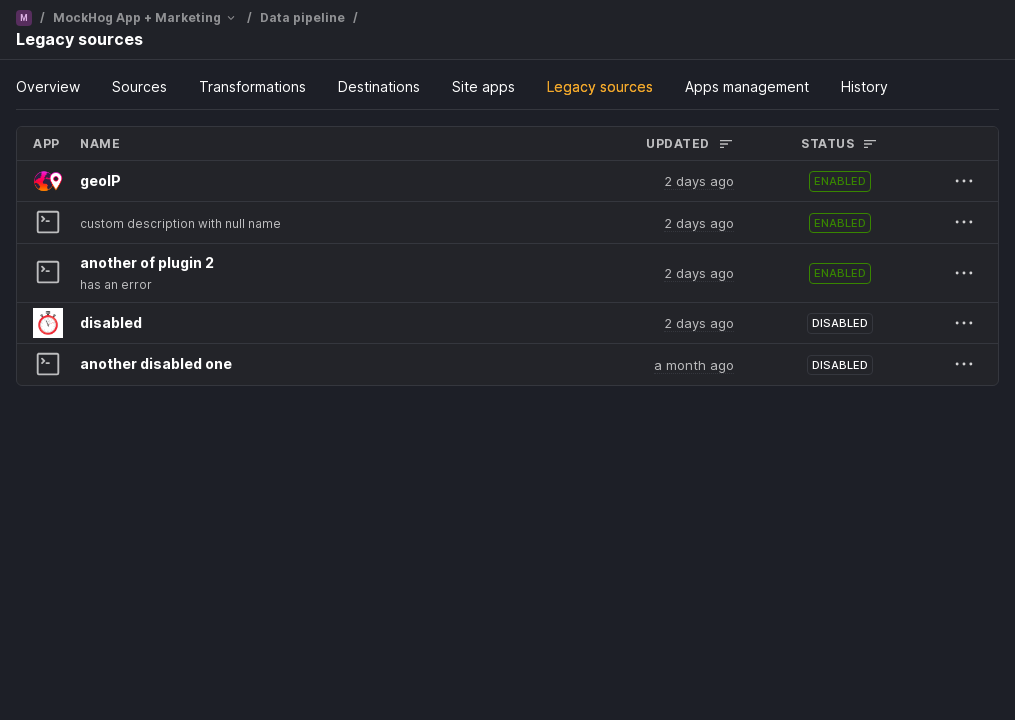 M / MockHog App + Marketing / Data pipeline /
Legacy sources
Overview Sources Transformations Destinations Site apps Legacy sources Apps management History
APP NAME UPDATED STATUS
geoIP 2 days ago ENABLED
custom description with null name 2 days ago ENABLED
another of plugin 2
has an error 2 days ago ENABLED
disabled 2 days ago DISABLED
another disabled one a month ago DISABLED